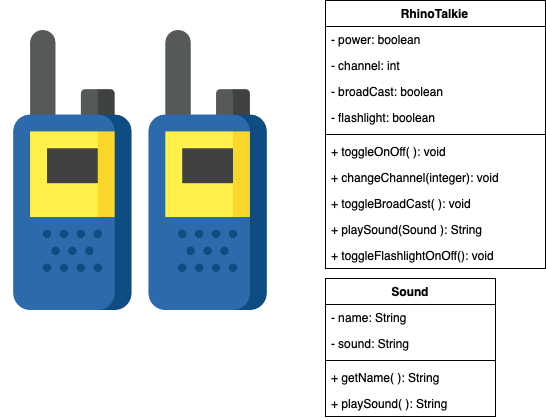 RhinoTalkie
- power: boolean
- channel: int
- broadCast: boolean
- flashlight: boolean
+ toggleOnOff( ): void
+ changeChannel(integer): void
+ toggleBroadCast( ): void
+ playSound(Sound ): String
+ toggleFlashlightOnOff(): void
Sound
- name: String
- sound: String
+ getName( ): String
+ playSound( ): String